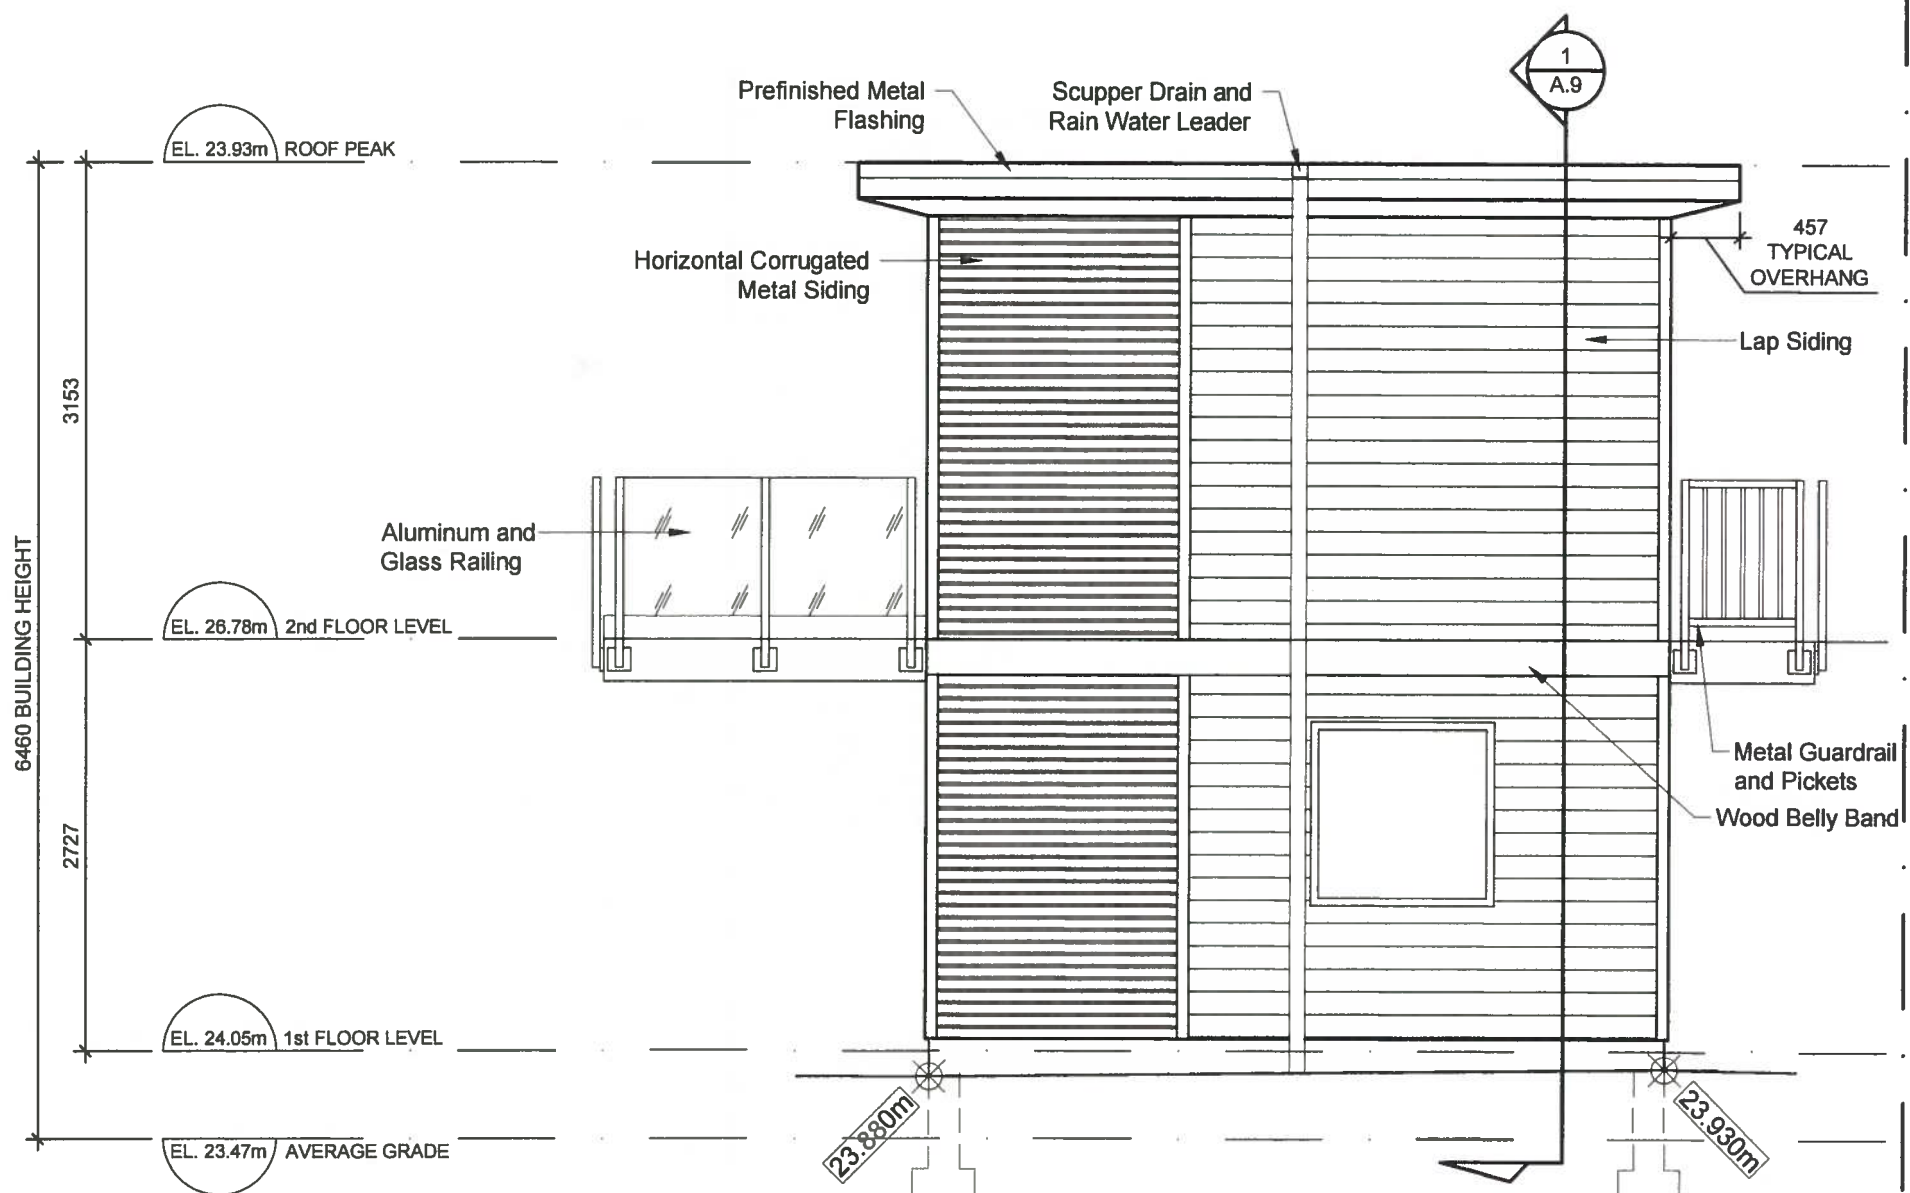 1
A.9
Prefinished Metal
Flashing
Scupper Drain and
Rain Water Leader
EL. 23.93m ROOF PEAK
457
TYPICAL
OVERHANG
Horizontal Corrugated
Metal Siding
Lap Siding
3153
Aluminum and
Glass Railing
6460 BUILDING HEIGHT
EL. 26.78m 2nd FLOOR LEVEL
Metal Guardrail
and Pickets
Wood Belly Band
2727
EL. 24.05m 1st FLOOR LEVEL
23.880m
23.930m
EL. 23.47m AVERAGE GRADE